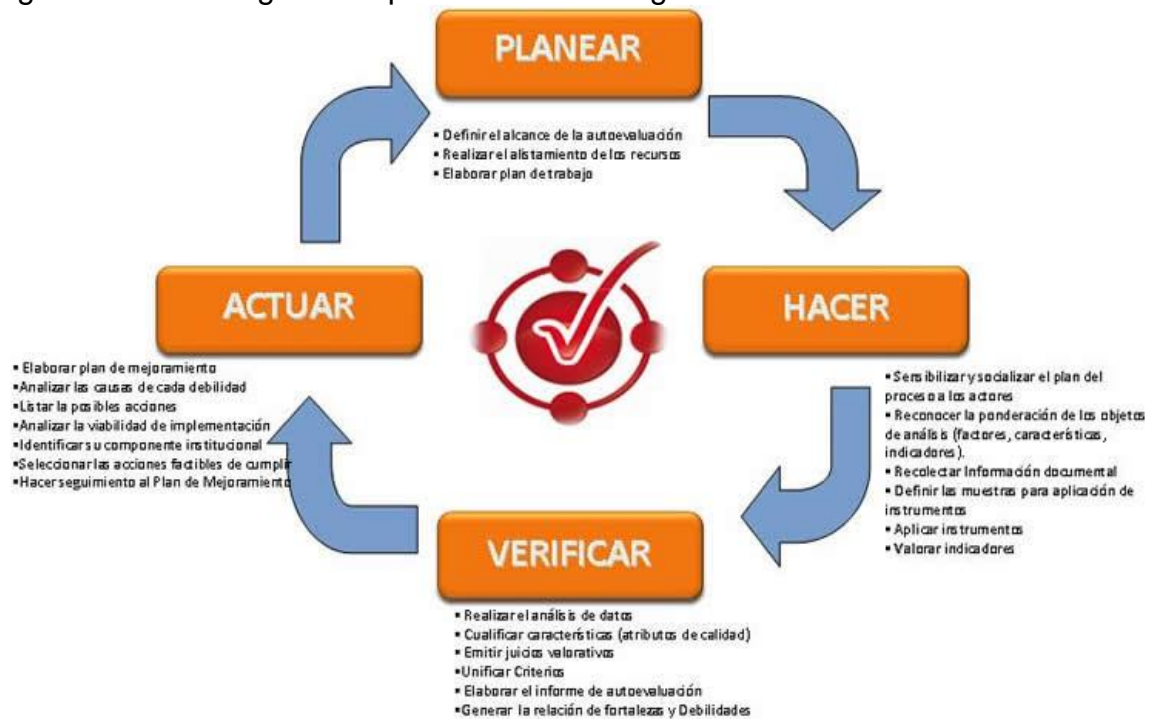 PLANEAR
▪ Definir el alcance de la autoevaluación
▪ Realizar el alistamiento de los recursos
▪ Elaborar plan de trabajo
HACER
▪ Sensibilizar y socializar el plan del
proceso a los actores
▪ Reconocer la ponderación de los objetos
de análisis (factores, características,
indicadores).
▪ Recolectar Información documental
▪ Definir las muestras para aplicación de
instrumentos
▪ Aplicar instrumentos
▪ Valorar indicadores
VERIFICAR
▪ Realizar el análisis de datos
▪ Cualificar características (atributos de calidad)
▪ Emitir juicios valorativos
▪Unificar Criterios
▪ Elaborar el informe de autoevaluación
▪Generar la relación de fortalezas y Debilidades
ACTUAR
▪ Elaborar plan de mejoramiento
▪Analizar las causas de cada debilidad
▪Listar la posibles acciones
▪Analizar la viabilidad de implementación
▪Identificar su componente institucional
▪Seleccionar las acciones factibles de cumplir
▪Hacer seguimiento al Plan de Mejoramiento